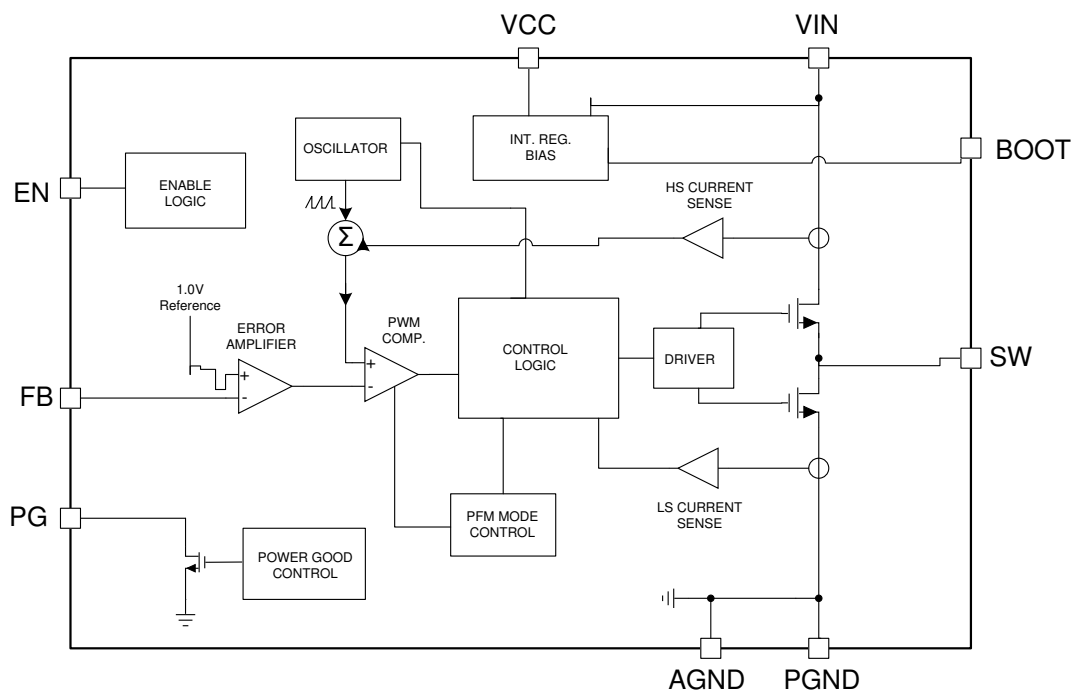 VCC
VIN
OSCILLATOR
INT. REG.
BIAS
BOOT
EN
ENABLE
LOGIC
HS CURRENT
SENSE
Σ
1.0V
Reference
ERROR
AMPLIFIER
PWM
COMP.
+
-
+
-
CONTROL
LOGIC
DRIVER
SW
FB
LS CURRENT
SENSE
PG
PFM MODE
CONTROL
POWER GOOD
CONTROL
AGND
PGND